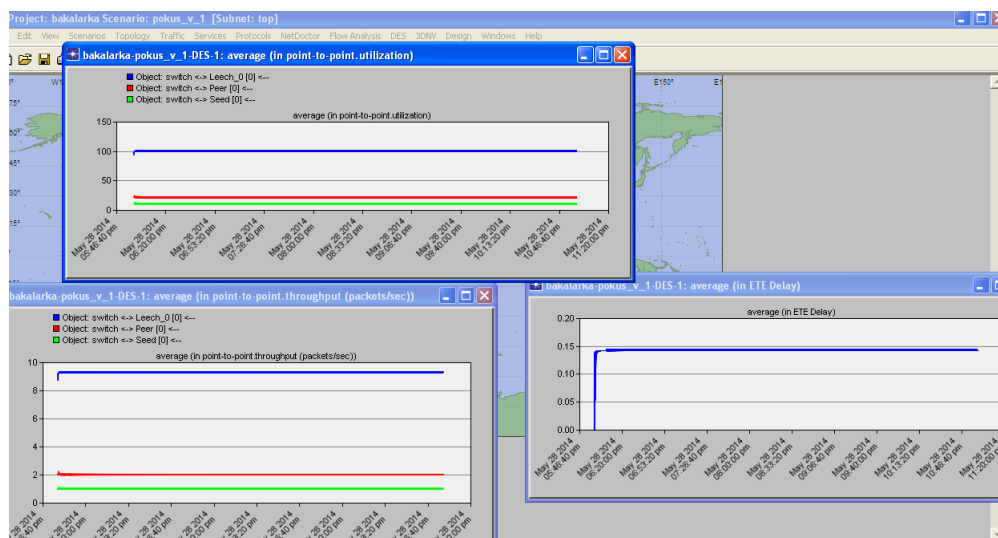 Project: bakalarka Scenario: pokus_v_1 [Subnet: top]
Edit View Scenarios Topology Traffic Services Protocols NetDoctor Flow Analysis DES 3DNV Design Windows Help
bakalarka-pokus_v_1-DES-1: average (in point-to-point.utilization)
Object: switch <-> Leech_0 [0] <--
Object: switch <-> Peer [0] <--
Object: switch <-> Seed [0] <--
average (in point-to-point.utilization)
150
100
50
0
May 28 2014 05:46:40 pm
May 28 2014 06:20:00 pm
May 28 2014 06:53:20 pm
May 28 2014 07:26:40 pm
May 28 2014 08:00:00 pm
May 28 2014 08:33:20 pm
May 28 2014 09:06:40 pm
May 28 2014 09:40:00 pm
May 28 2014 10:13:20 pm
May 28 2014 10:46:40 pm
May 28 2014 11:20:00 pm
75°
45°
30°
15°
E150°
bakalarka-pokus_v_1-DES-1: average (in point-to-point.throughput (packets/sec))
Object: switch <-> Leech_0 [0] <--
Object: switch <-> Peer [0] <--
Object: switch <-> Seed [0] <--
average (in point-to-point.throughput (packets/sec))
10
8
6
4
2
0
bakalarka-pokus_v_1-DES-1: average (in ETE Delay)
average (in ETE Delay)
0.20
0.15
0.10
0.05
0.00
May 28 2014 05:46:40 pm
May 28 2014 06:20:00 pm
May 28 2014 06:53:20 pm
May 28 2014 07:26:40 pm
May 28 2014 08:00:00 pm
May 28 2014 08:33:20 pm
May 28 2014 09:06:40 pm
May 28 2014 09:40:00 pm
May 28 2014 10:13:20 pm
May 28 2014 10:46:40 pm
May 28 2014 11:20:00 pm